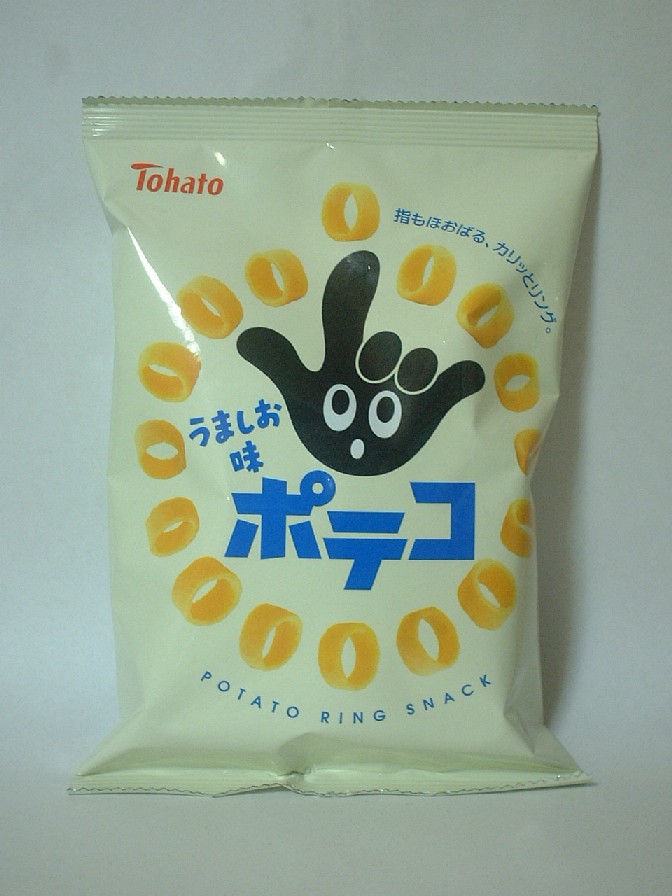 Tohato
指もほおばる、カリッとリング。
うましお
味
ポテコ
POTATO RING SNACK